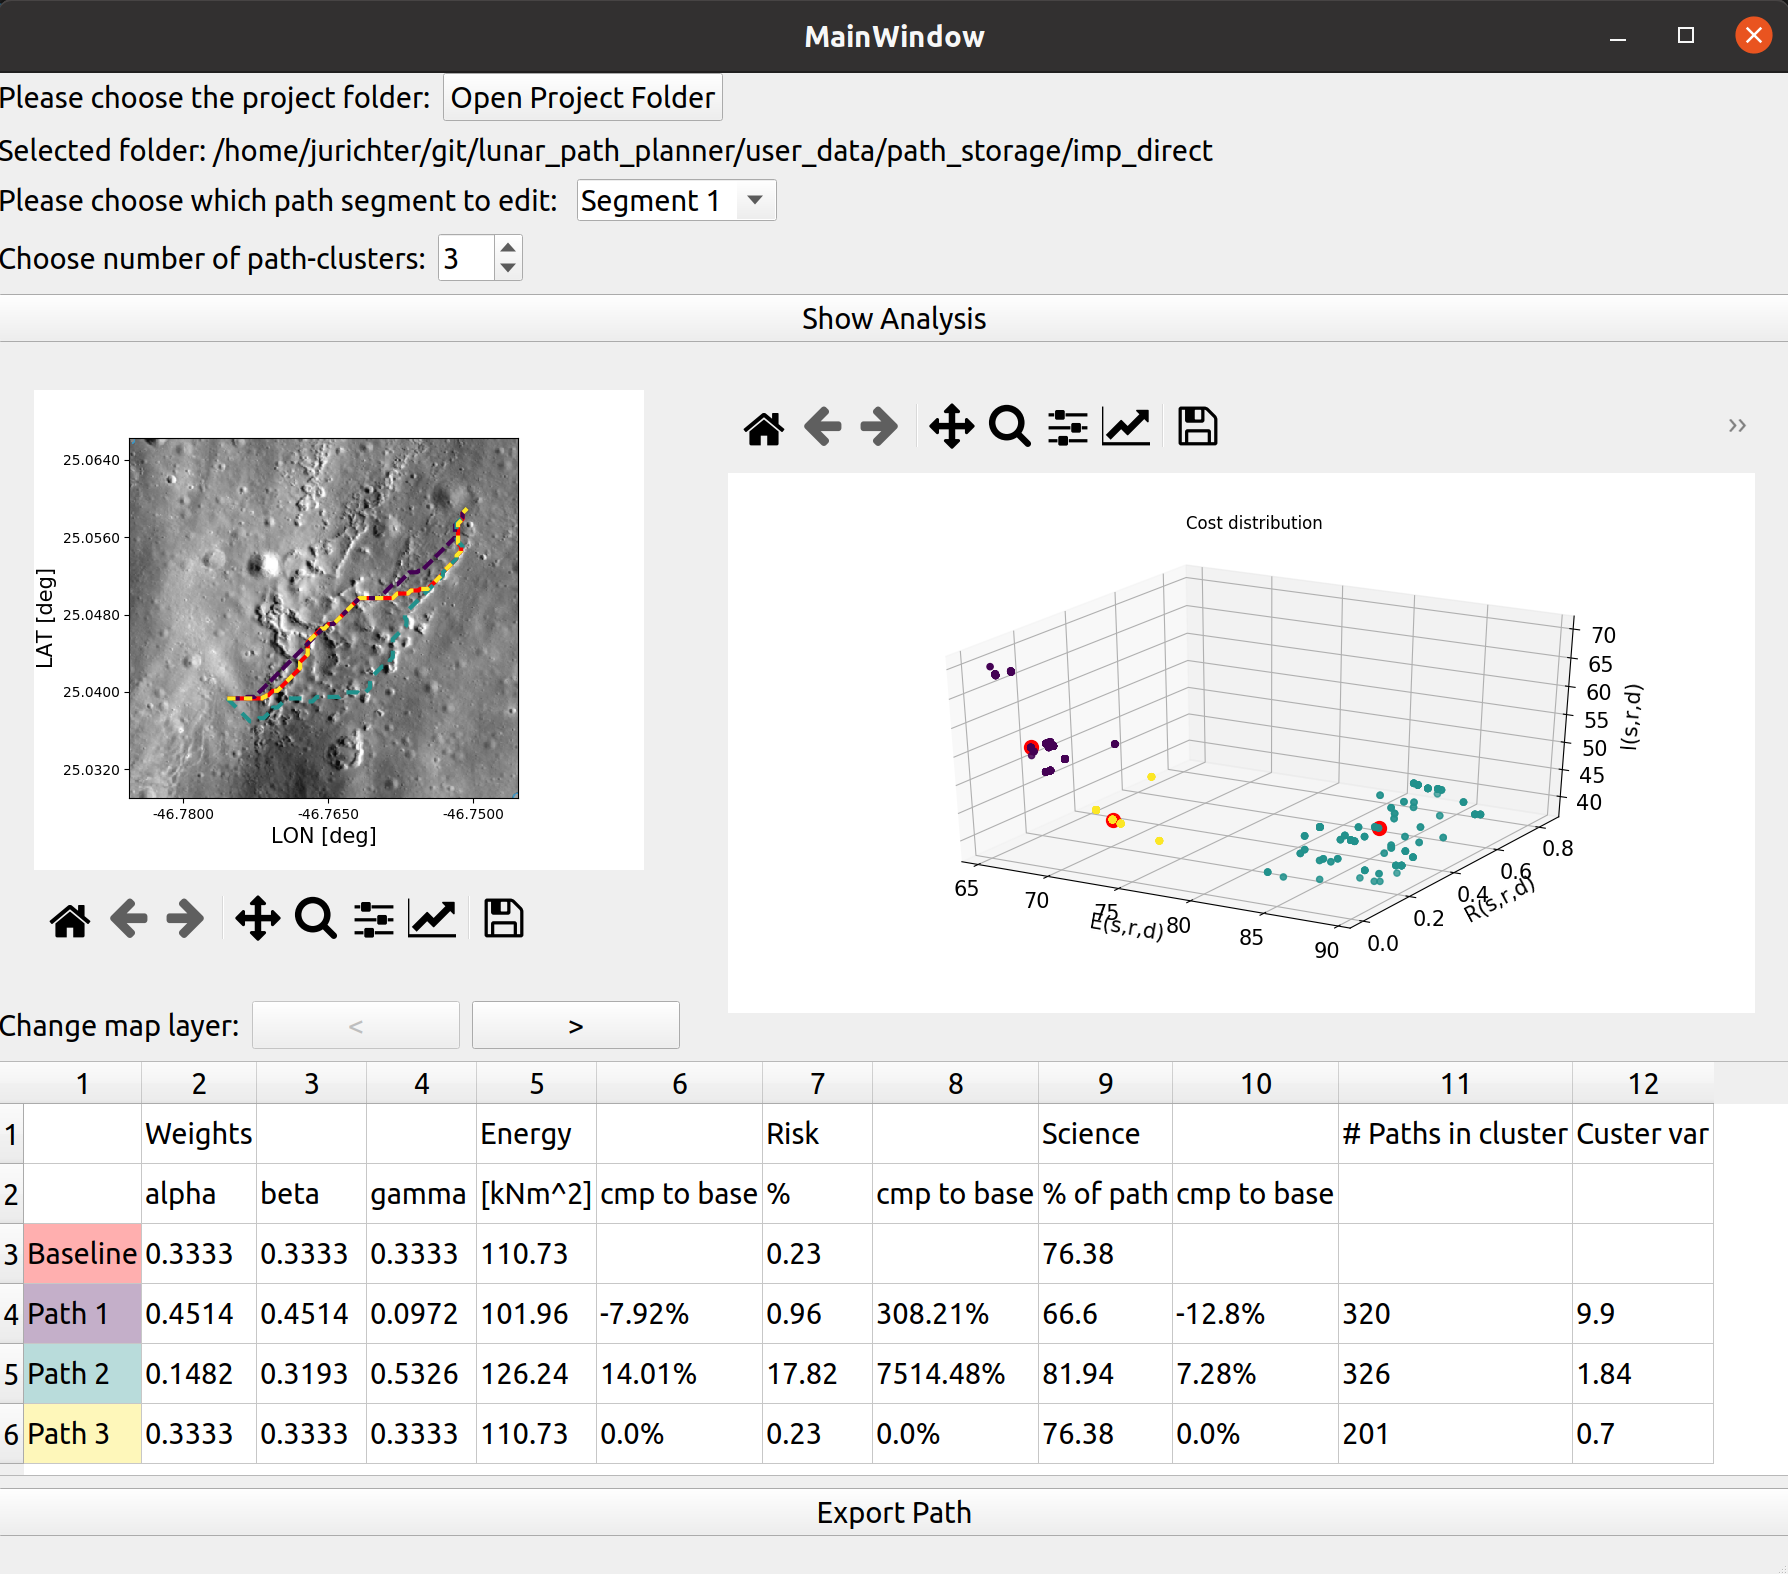 MainWindow
Please choose the project folder: Open Project Folder
Selected folder: /home/jurichter/git/lunar_path_planner/user_data/path_storage/imp_direct
Please choose which path segment to edit: Segment 1
Choose number of path-clusters: 3
Show Analysis
25.0640
25.0560
25.0480
25.0400
25.0320
LAT [deg]
-46.7800 -46.7650 -46.7500
LON [deg]
»
Cost distribution
70
65
60
55
50
45
40
I(s,r,d)
65 70 75 80 85 90
E(s,r,d)
0.0 0.2 0.4 0.6 0.8
R(s,r,d)
Change map layer: < >
1 2 3 4 5 6 7 8 9 10 11 12
1 Weights Energy Risk Science # Paths in cluster Custer var
2 alpha beta gamma [kNm^2] cmp to base % cmp to base % of path cmp to base
3 Baseline 0.3333 0.3333 0.3333 110.73 0.23 76.38
4 Path 1 0.4514 0.4514 0.0972 101.96 -7.92% 0.96 308.21% 66.6 -12.8% 320 9.9
5 Path 2 0.1482 0.3193 0.5326 126.24 14.01% 17.82 7514.48% 81.94 7.28% 326 1.84
6 Path 3 0.3333 0.3333 0.3333 110.73 0.0% 0.23 0.0% 76.38 0.0% 201 0.7
Export Path